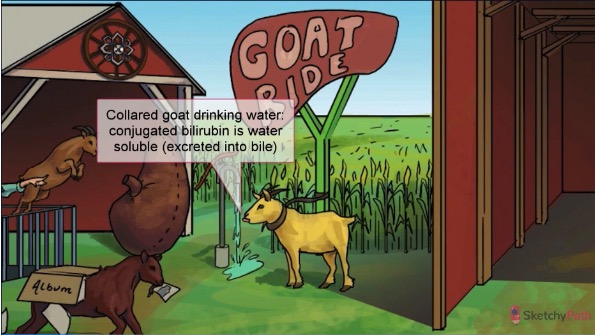 GOAT
RIDE
Collared goat drinking water:
conjugated bilirubin is water
soluble (excreted into bile)
Album
SketchyPath